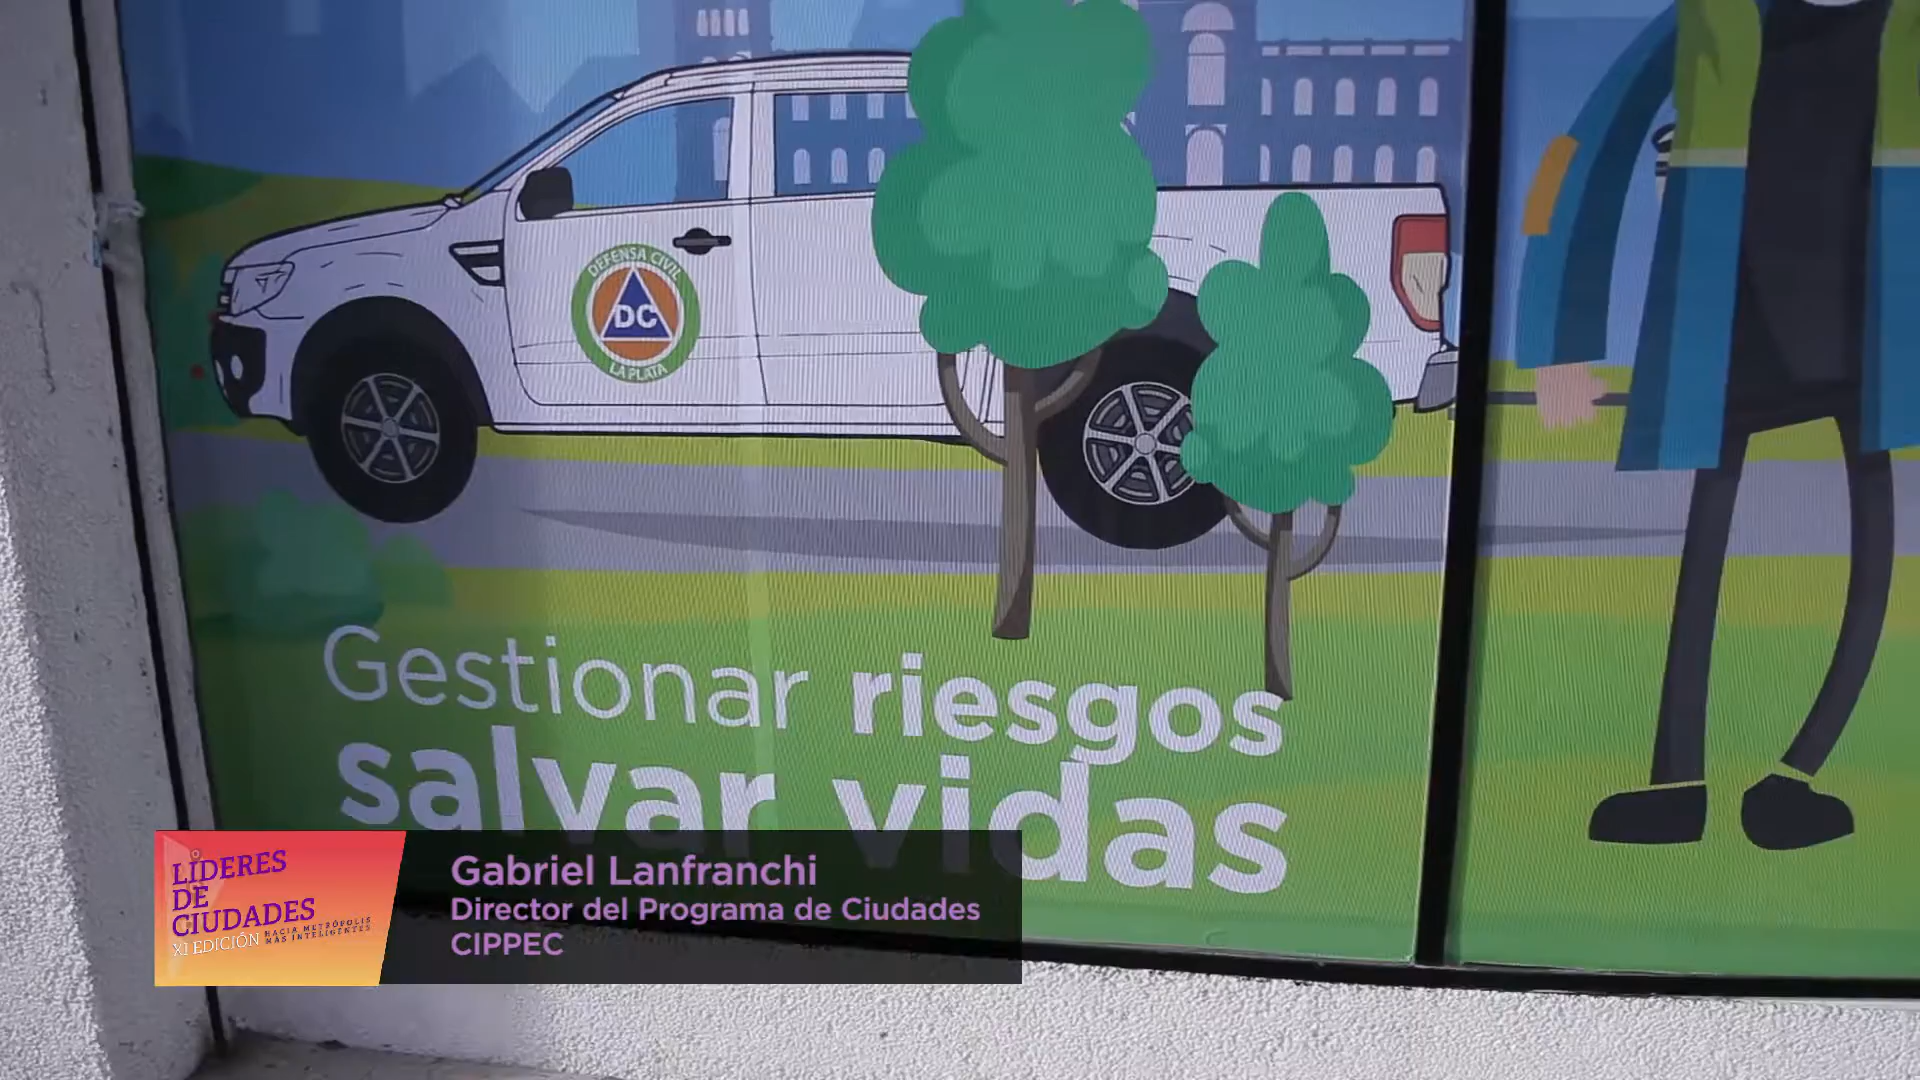 DEFENSA CIVIL
DC
LA PLATA
Gestionar riesgos
salvar vidas
LÍDERES
DE
CIUDADES
XI EDICIÓN
HACIA METRÓPOLIS
MÁS INTELIGENTES
Gabriel Lanfranchi
Director del Programa de Ciudades
CIPPEC